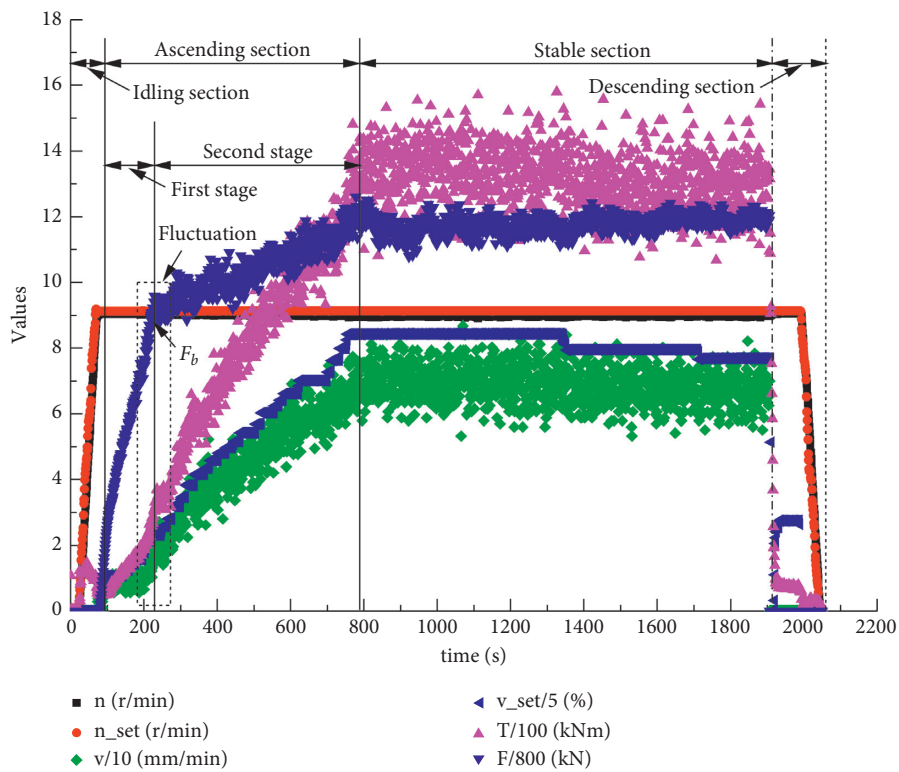 18
16
14
12
10
8
6
4
2
0
Values
Ascending section
Stable section
Idling section
Descending section
Second stage
First stage
Fluctuation
F_b
0 200 400 600 800 1000 1200 1400 1600 1800 2000 2200
time (s)
n (r/min)
n_set (r/min)
v/10 (mm/min)
v_set/5 (%)
T/100 (kNm)
F/800 (kN)